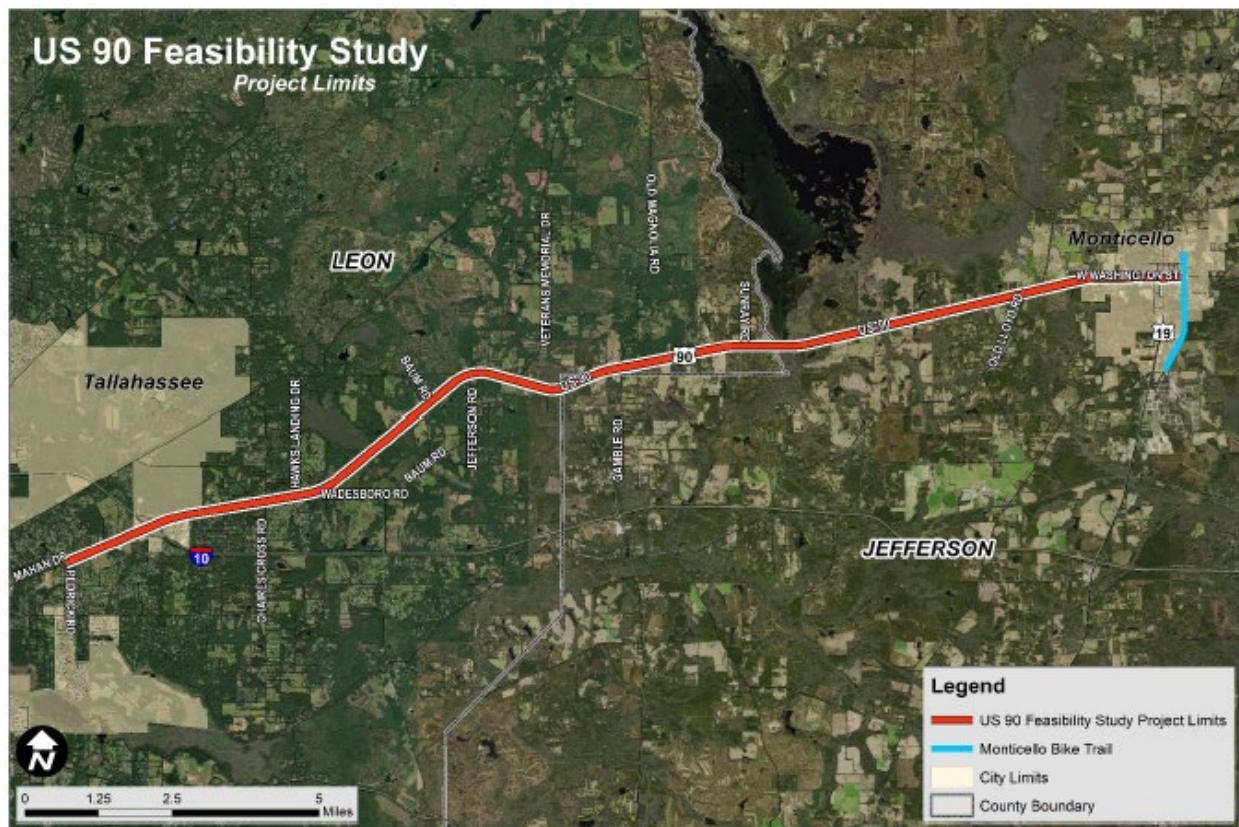 US 90 Feasibility Study
Project Limits
LEON
Tallahassee
Monticello
JEFFERSON
VETERANS MEMORIAL DR
OLD MAGNOLIA RD
SUNRAY RD
W WASHINGTON ST
US 90
90
19
OLD LLOYD RD
BAUM RD
HAWKS LANDING DR
JEFFERSON RD
US 90
BAUM RD
GAMBLE RD
WADESBORO RD
CHAIRES CROSS RD
10
MAHAN DR
Legend
US 90 Feasibility Study Project Limits
Monticello Bike Trail
City Limits
County Boundary
N
0 1.25 2.5 5
Miles